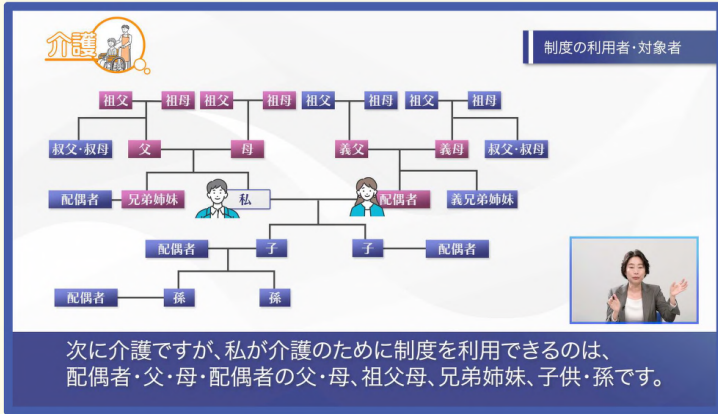 介護
制度の利用者・対象者
祖父 祖母 祖父 祖母 祖父 祖母 祖父 祖母
叔父・叔母 父 母 義父 義母 叔父・叔母
配偶者 兄弟姉妹 私 配偶者 義兄弟姉妹
配偶者 子 子 配偶者
配偶者 孫 孫
次に介護ですが、私が介護のために制度を利用できるのは、
配偶者・父・母・配偶者の父・母、祖父母、兄弟姉妹、子供・孫です。